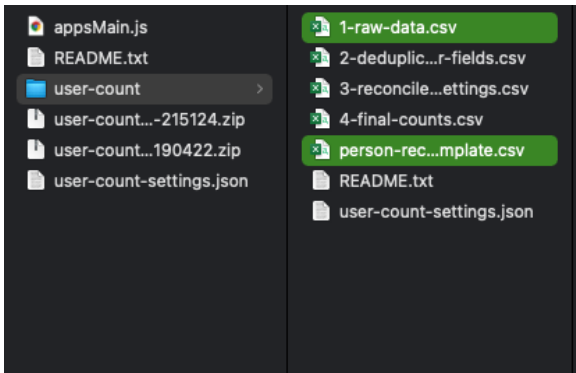 appsMain.js
README.txt
user-count
user-count...-215124.zip
user-count...190422.zip
user-count-settings.json
1-raw-data.csv
2-deduplic...r-fields.csv
3-reconcile...ettings.csv
4-final-counts.csv
person-rec...mplate.csv
README.txt
user-count-settings.json